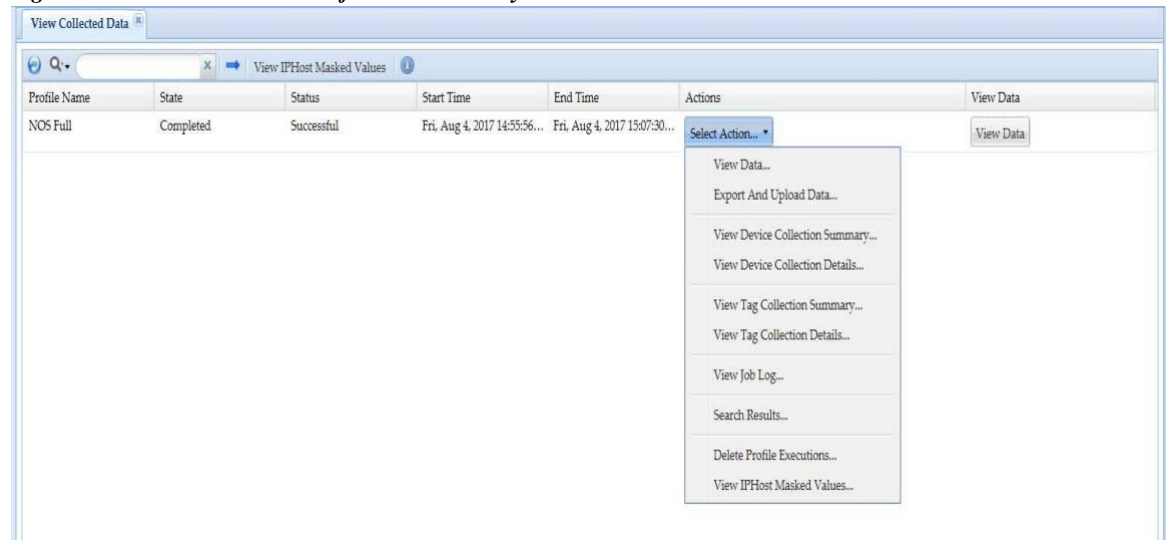 View Collected Data
View IPHost Masked Values
Profile Name State Status Start Time End Time Actions View Data
NOS Full Completed Successful Fri, Aug 4, 2017 14:55:56... Fri, Aug 4, 2017 15:07:30... Select Action... View Data
View Data...
Export And Upload Data...
View Device Collection Summary...
View Device Collection Details...
View Tag Collection Summary...
View Tag Collection Details...
View Job Log...
Search Results...
Delete Profile Executions...
View IPHost Masked Values...